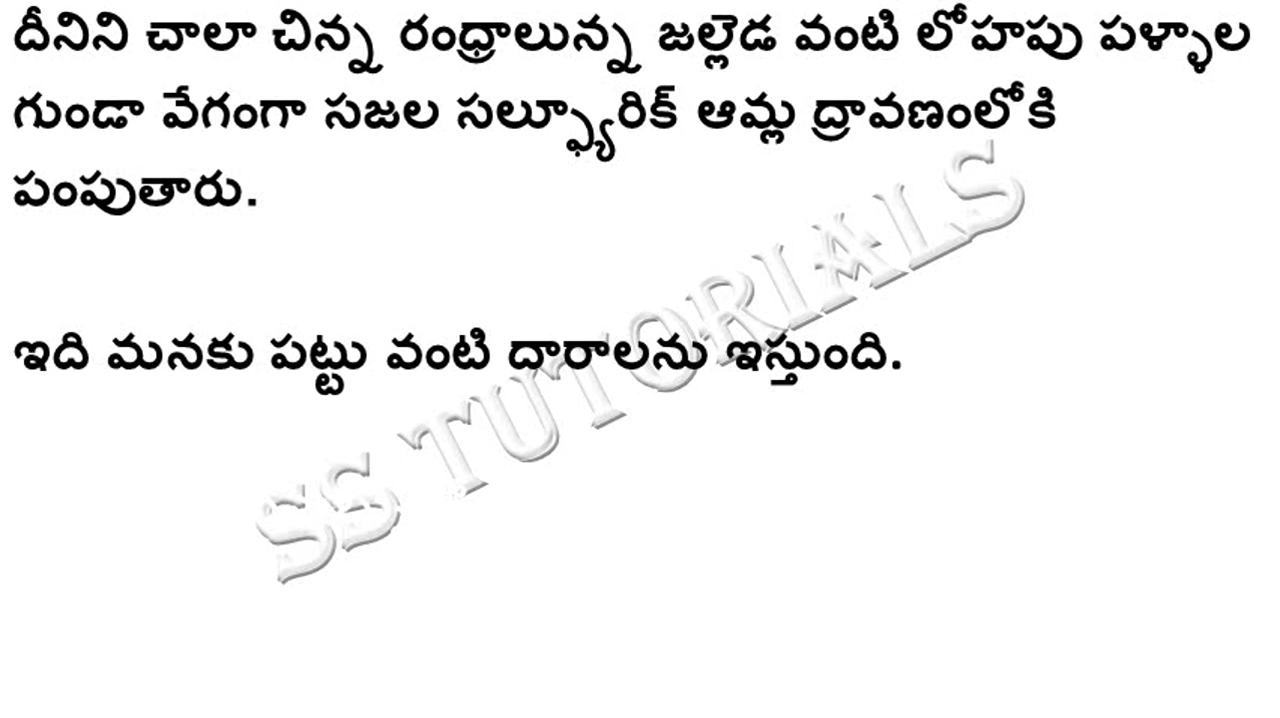 దీనిని చాలా చిన్న రంధ్రాలున్న జల్లెడ వంటి లోహపు పళ్ళాల
గుండా వేగంగా సజల సల్ఫ్యూరిక్ ఆమ్ల ద్రావణంలోకి
పంపుతారు.
ఇది మనకు పట్టు వంటి దారాలను ఇస్తుంది.
SS TUTORIALS